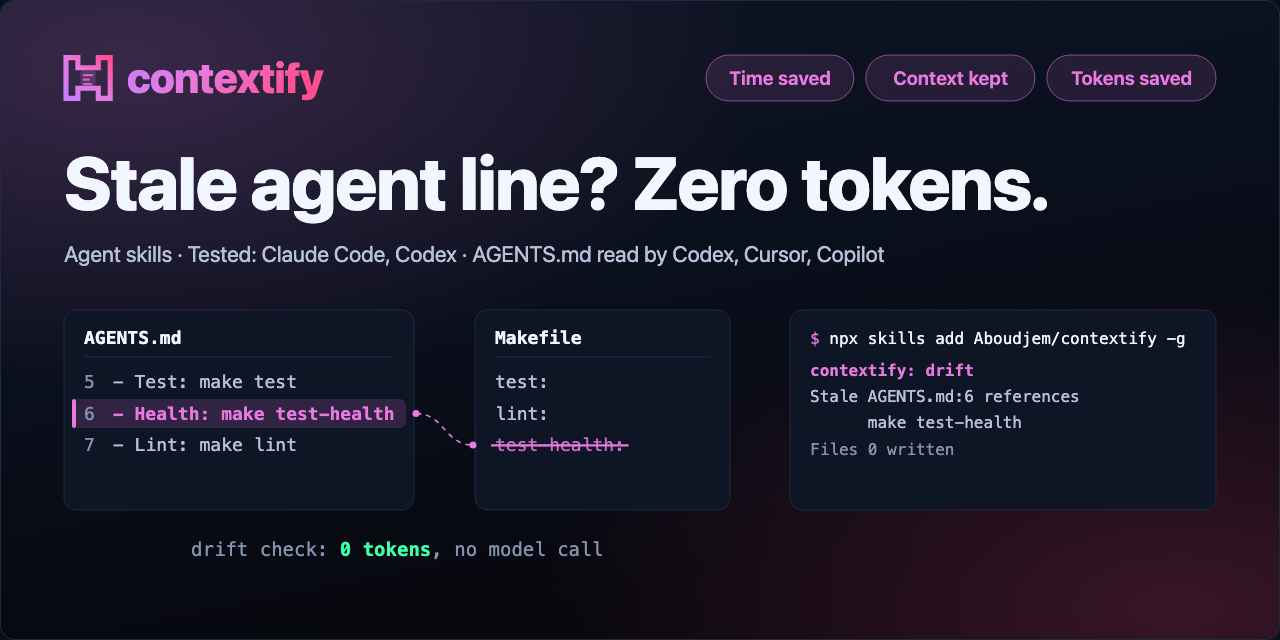 contextify
Time saved
Context kept
Tokens saved
Stale agent line? Zero tokens.
Agent skills · Tested: Claude Code, Codex · AGENTS.md read by Codex, Cursor, Copilot
AGENTS.md
5 – Test: make test
6 – Health: make test-health
7 – Lint: make lint
Makefile
test:
lint:
test-health:
$ npx skills add Aboudjem/contextify -g
contextify: drift
Stale AGENTS.md:6 references
make test-health
Files 0 written
drift check: 0 tokens, no model call